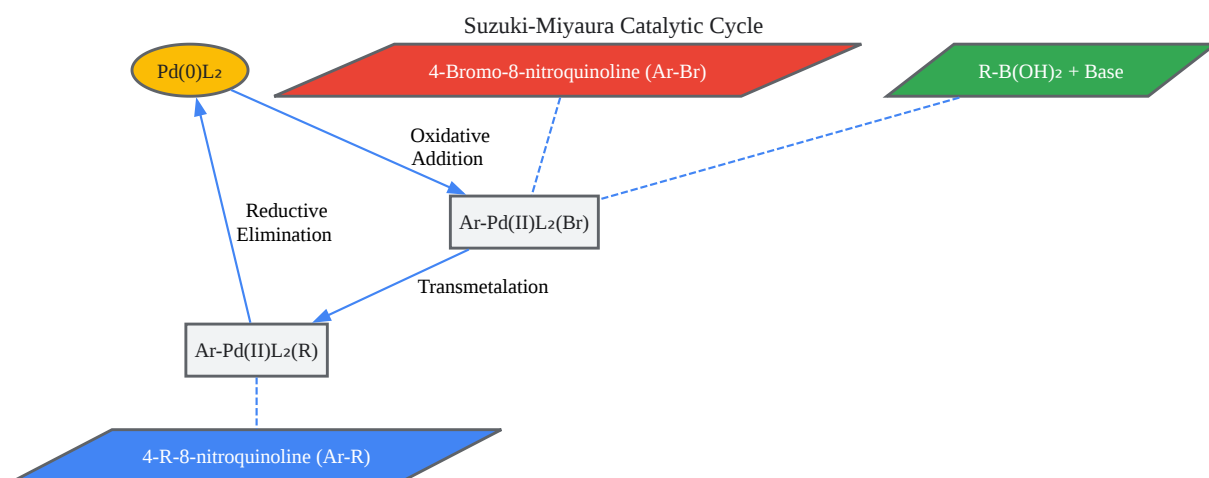 Suzuki-Miyaura Catalytic Cycle
Pd(0)L₂
4-Bromo-8-nitroquinoline (Ar-Br)
R-B(OH)₂ + Base
Oxidative
Addition
Ar-Pd(II)L₂(Br)
Reductive
Elimination
Transmetalation
Ar-Pd(II)L₂(R)
4-R-8-nitroquinoline (Ar-R)